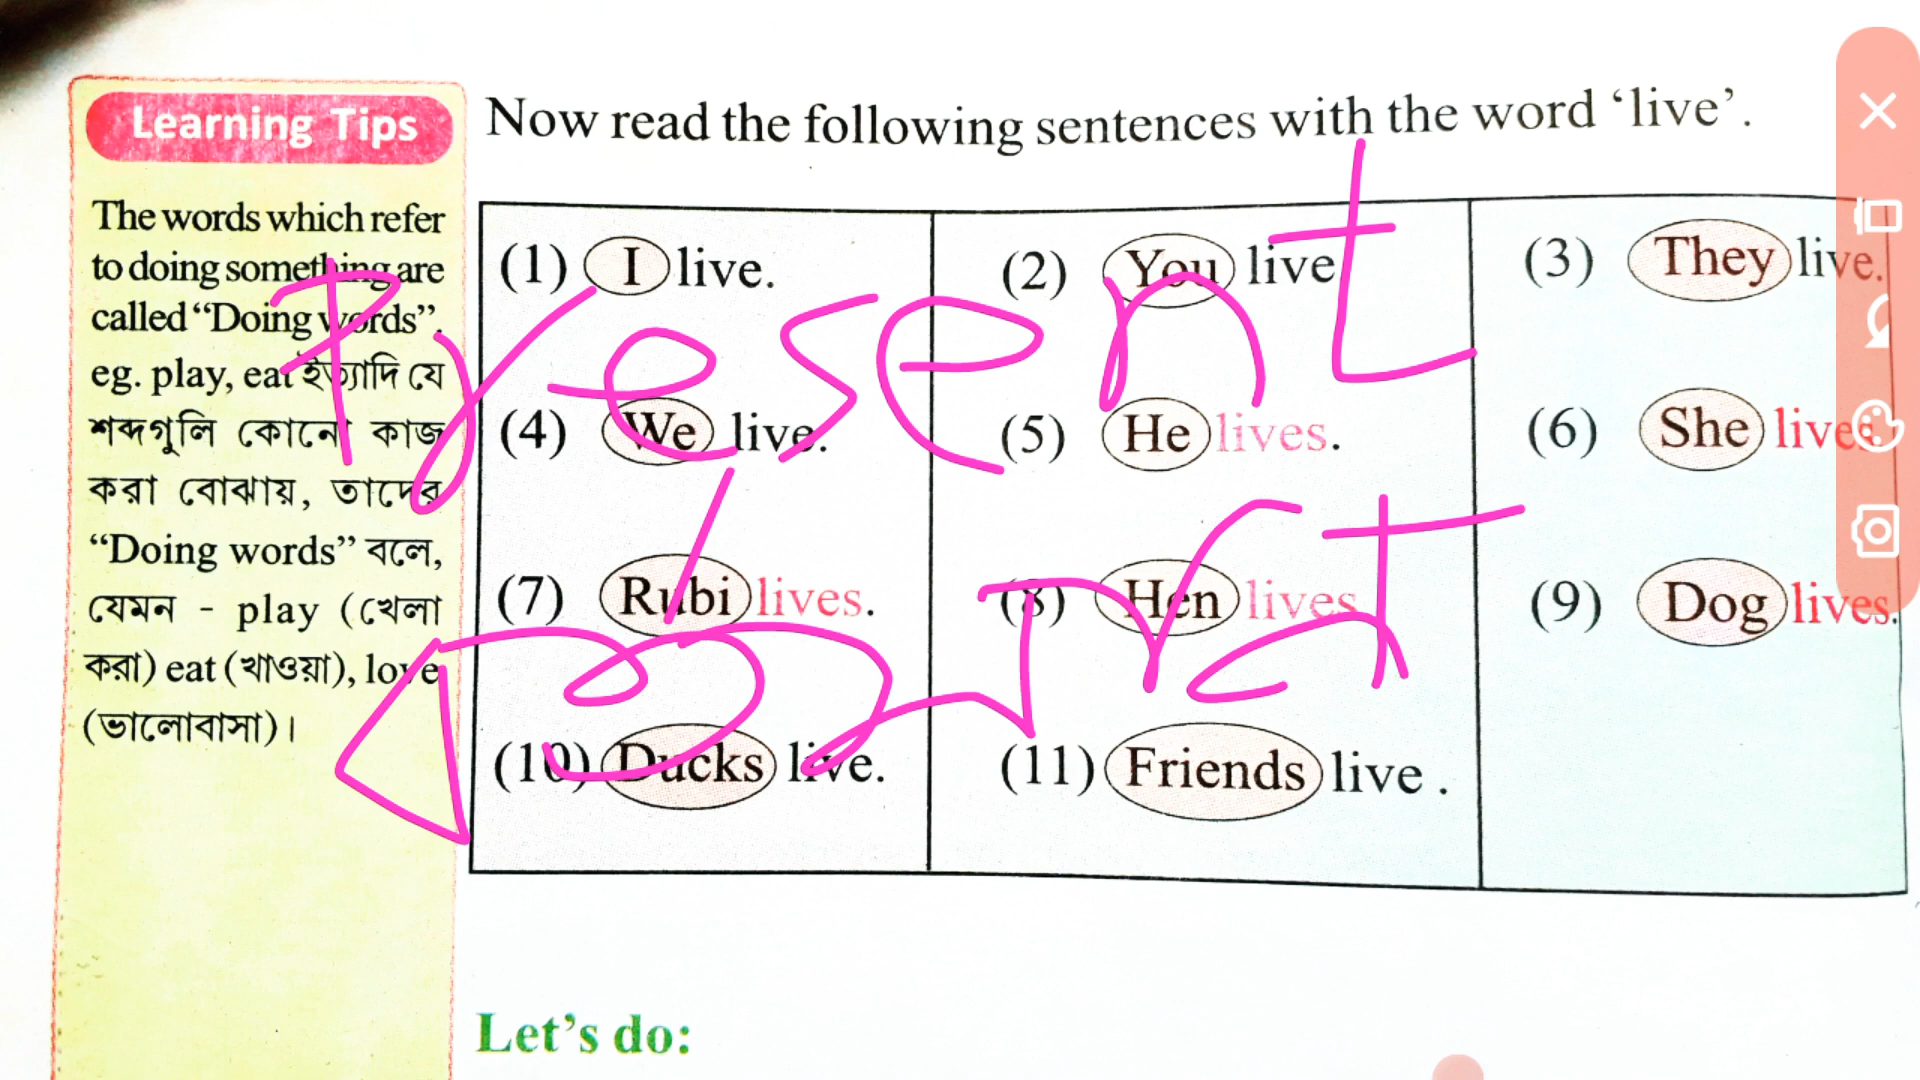 Learning Tips
The words which refer
to doing something are
called “Doing words”.
eg. play, eat ইত্যাদি যে
শব্দগুলি কোনো কাজ
করা বোঝায়, তাদের
“Doing words” বলে,
যেমন - play (খেলা
করা) eat (খাওয়া), love
(ভালোবাসা)।
Now read the following sentences with the word ‘live’.
(1) I live.
(2) You live
(3) They live.
(4) We live.
(5) He lives.
(6) She lives
(7) Rubi lives.
(8) Hen lives
(9) Dog lives.
(10) Ducks live.
(11) Friends live .
Present
Let’s do: